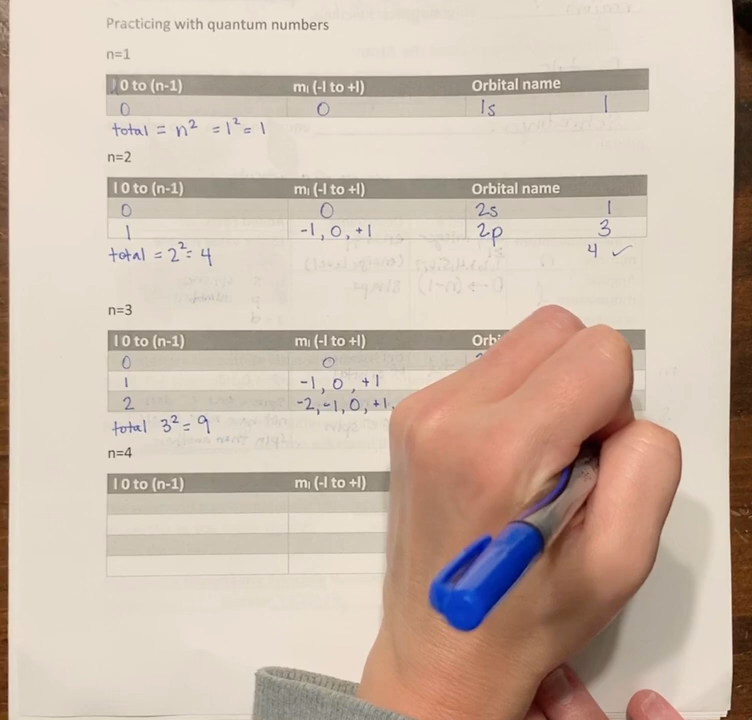 Practicing with quantum numbers
n=1
l 0 to (n-1) mₗ (-l to +l) Orbital name
0 0 1s 1
total = n² = 1² = 1
n=2
l 0 to (n-1) mₗ (-l to +l) Orbital name
0 0 2s 1
1 -1, 0, +1 2p 3
total = 2² = 4 4 ✓
n=3
l 0 to (n-1) mₗ (-l to +l)
0 0
1 -1, 0, +1
2 -2, -1, 0, +1,
total 3² = 9
n=4
l 0 to (n-1) mₗ (-l to +l)